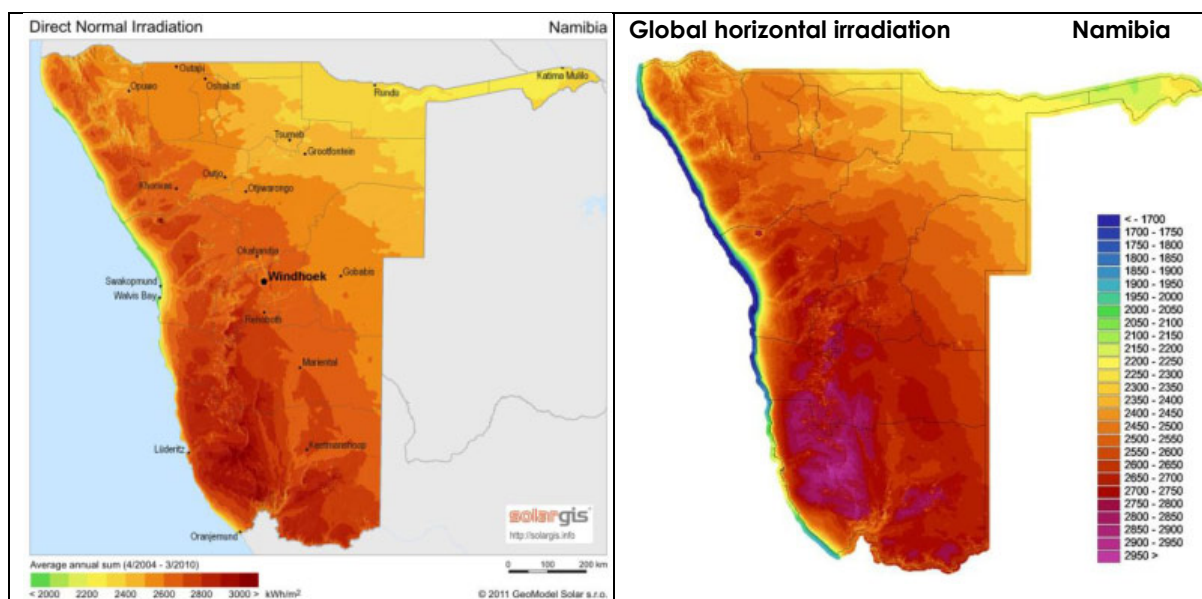 Direct Normal Irradiation
Namibia
Outapi
Oshakati
Opuwo
Rundu
Katima Mulilo
Tsumeb
Grootfontein
Outjo
Khorixas
Otjiwarongo
Okahandja
Windhoek
Gobabis
Swakopmund
Walvis Bay
Rehoboth
Mariental
Lüderitz
Keetmanshoop
Oranjemund
solargis
http://solargis.info
Average annual sum (4/2004 - 3/2010)
0 100 200 km
< 2000 2200 2400 2600 2800 3000 > kWh/m²
© 2011 GeoModel Solar s.r.o.
Global horizontal irradiation
Namibia
< - 1700
1700 - 1750
1750 - 1800
1800 - 1850
1850 - 1900
1900 - 1950
1950 - 2000
2000 - 2050
2050 - 2100
2100 - 2150
2150 - 2200
2200 - 2250
2250 - 2300
2300 - 2350
2350 - 2400
2400 - 2450
2450 - 2500
2500 - 2550
2550 - 2600
2600 - 2650
2650 - 2700
2700 - 2750
2750 - 2800
2800 - 2850
2850 - 2900
2900 - 2950
2950 >